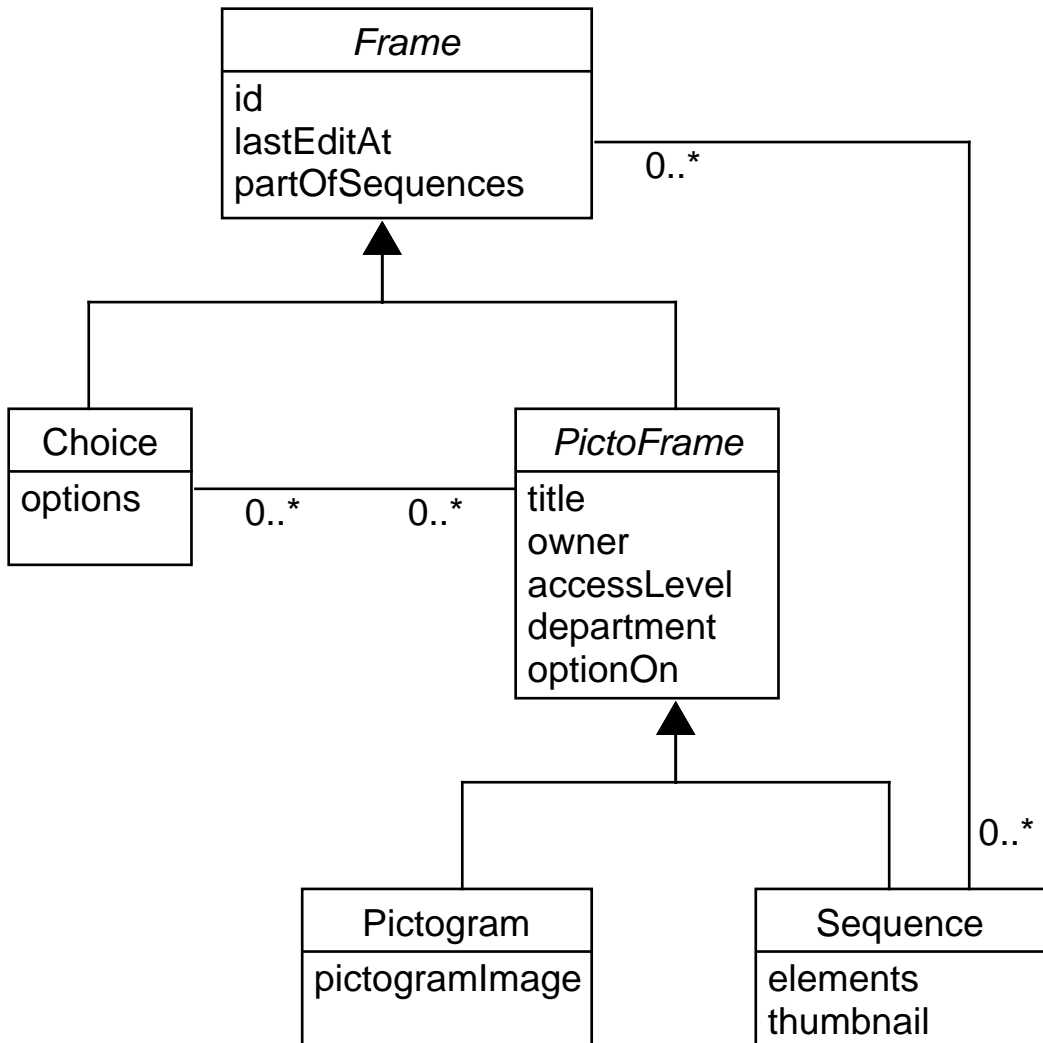 Frame
id
lastEditAt
partOfSequences
0..*
Choice
options
0..*
0..*
PictoFrame
title
owner
accessLevel
department
optionOn
0..*
Pictogram
pictogramImage
Sequence
elements
thumbnail